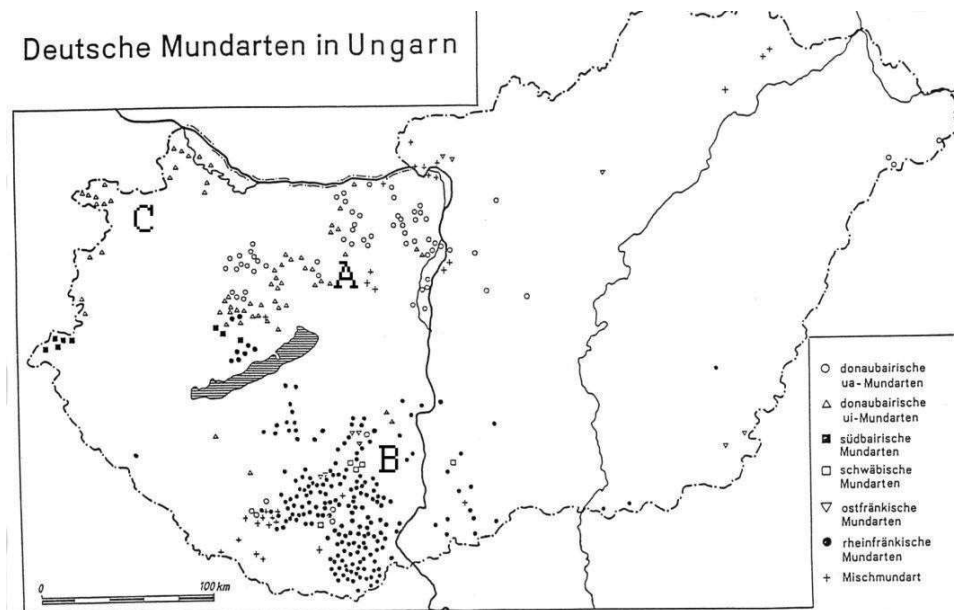 Deutsche Mundarten in Ungarn
C
A
B
donaubairische
ua-Mundarten
donaubairische
ui-Mundarten
südbairische
Mundarten
schwäbische
Mundarten
ostfränkische
Mundarten
rheinfränkische
Mundarten
Mischmundart
0 100 km